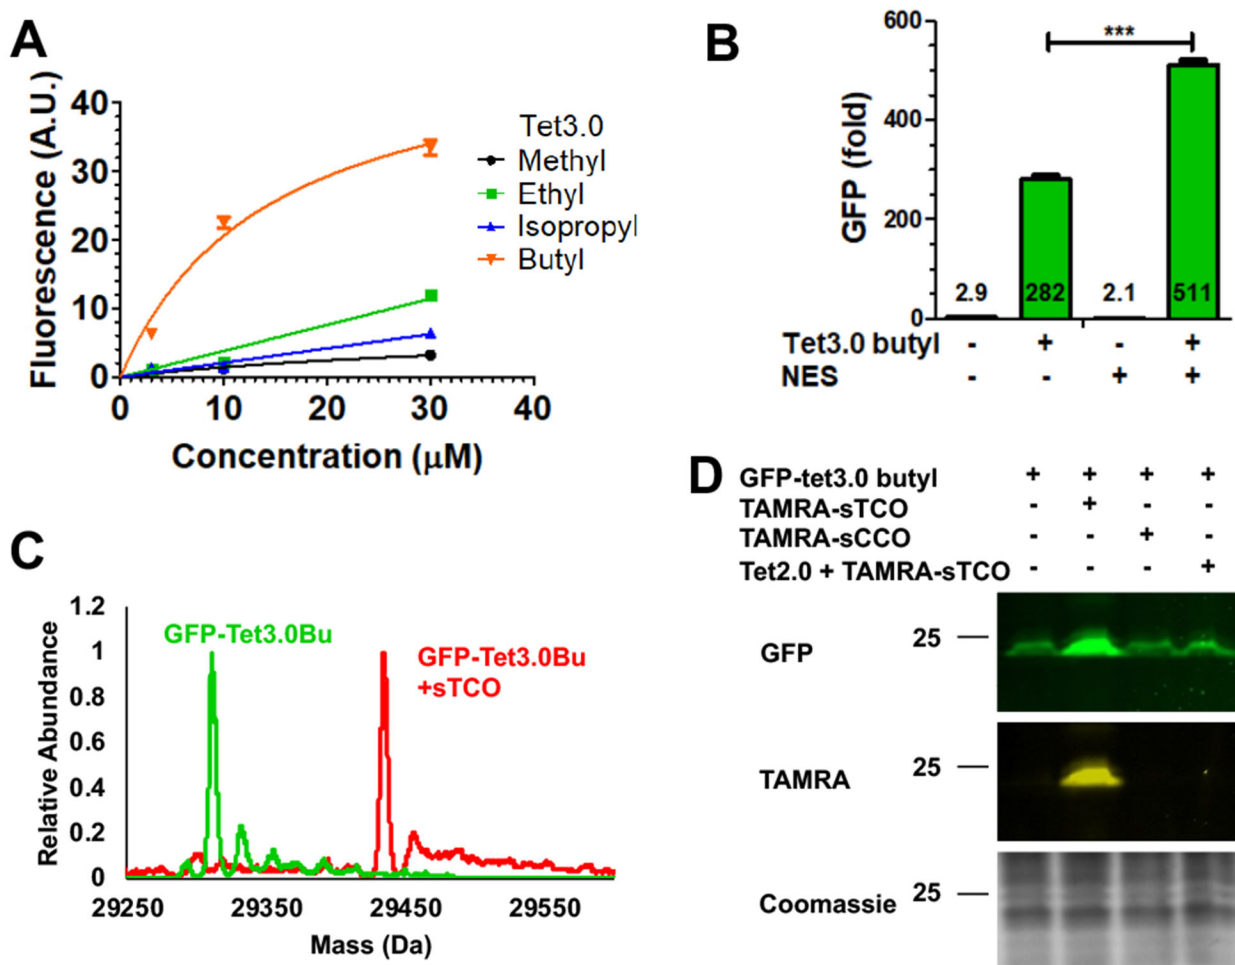 A
Fluorescence (A.U.)
40
30
20
10
0
0 10 20 30 40
Concentration (μM)
Tet3.0
Methyl
Ethyl
Isopropyl
Butyl
B
GFP (fold)
600
400
200
0
***
2.9 282 2.1 511
Tet3.0 butyl - + - +
NES - - + +
C
Relative Abundance
1.2
1
0.8
0.6
0.4
0.2
0
GFP-Tet3.0Bu
GFP-Tet3.0Bu
+sTCO
29250 29350 29450 29550
Mass (Da)
D
GFP-tet3.0 butyl + + + +
TAMRA-sTCO - + - -
TAMRA-sCCO - - + -
Tet2.0 + TAMRA-sTCO - - - +
GFP 25
TAMRA 25
Coomassie 25